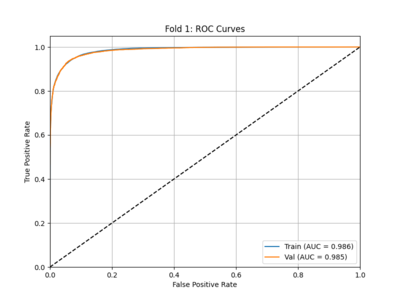 Fold 1: ROC Curves
True Positive Rate
1.0
0.8
0.6
0.4
0.2
0.0
0.0 0.2 0.4 0.6 0.8 1.0
False Positive Rate
Train (AUC = 0.986)
Val (AUC = 0.985)